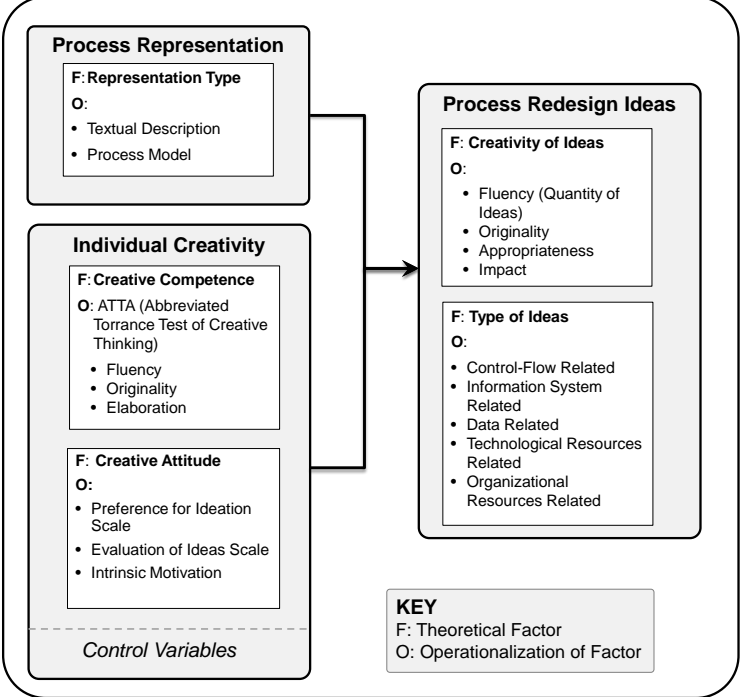 Process Representation
F: Representation Type
O:
• Textual Description
• Process Model
Individual Creativity
F: Creative Competence
O: ATTA (Abbreviated
Torrance Test of Creative
Thinking)
• Fluency
• Originality
• Elaboration
F: Creative Attitude
O:
• Preference for Ideation
Scale
• Evaluation of Ideas Scale
• Intrinsic Motivation
Control Variables
Process Redesign Ideas
F: Creativity of Ideas
O:
• Fluency (Quantity of
Ideas)
• Originality
• Appropriateness
• Impact
F: Type of Ideas
O:
• Control-Flow Related
• Information System
Related
• Data Related
• Technological Resources
Related
• Organizational
Resources Related
KEY
F: Theoretical Factor
O: Operationalization of Factor